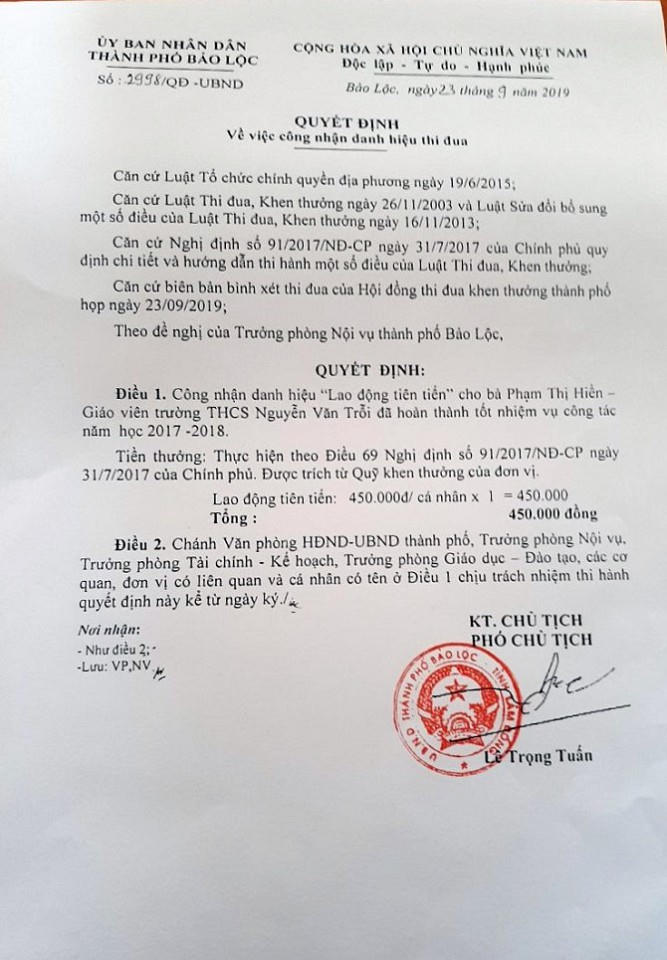 ỦY BAN NHÂN DÂN
THÀNH PHỐ BẢO LỘC
Số : 2998/QĐ -UBND
CỘNG HÒA XÃ HỘI CHỦ NGHĨA VIỆT NAM
Độc lập - Tự do - Hạnh phúc
Bảo Lộc, ngày 23 tháng 9 năm 2019
QUYẾT ĐỊNH
Về việc công nhận danh hiệu thi đua
Căn cứ Luật Tổ chức chính quyền địa phương ngày 19/6/2015;
Căn cứ Luật Thi đua, Khen thưởng ngày 26/11/2003 và Luật Sửa đổi bổ sung
một số điều của Luật Thi đua, Khen thưởng ngày 16/11/2013;
Căn cứ Nghị định số 91/2017/NĐ-CP ngày 31/7/2017 của Chính phủ quy
định chi tiết và hướng dẫn thi hành một số điều của Luật Thi đua, Khen thưởng;
Căn cứ biên bản bình xét thi đua của Hội đồng thi đua khen thưởng thành phố
họp ngày 23/09/2019;
Theo đề nghị của Trưởng phòng Nội vụ thành phố Bảo Lộc,
QUYẾT ĐỊNH:
Điều 1. Công nhận danh hiệu “Lao động tiên tiến” cho bà Phạm Thị Hiền –
Giáo viên trường THCS Nguyễn Văn Trỗi đã hoàn thành tốt nhiệm vụ công tác
năm học 2017 -2018.
Tiền thưởng: Thực hiện theo Điều 69 Nghị định số 91/2017/NĐ-CP ngày
31/7/2017 của Chính phủ. Được trích từ Quỹ khen thưởng của đơn vị.
Lao động tiên tiến: 450.000đ/ cá nhân x 1 = 450.000
Tổng : 450.000 đồng
Điều 2. Chánh Văn phòng HĐND-UBND thành phố, Trưởng phòng Nội vụ,
Trưởng phòng Tài chính - Kế hoạch, Trưởng phòng Giáo dục – Đào tạo, các cơ
quan, đơn vị có liên quan và cá nhân có tên ở Điều 1 chịu trách nhiệm thi hành
quyết định này kể từ ngày ký./.
Nơi nhận:
- Như điều 2;
-Lưu: VP,NV
KT. CHỦ TỊCH
PHÓ CHỦ TỊCH
U.B.N.D THÀNH PHỐ BẢO LỘC - TỈNH LÂM ĐỒNG
Lê Trọng Tuấn